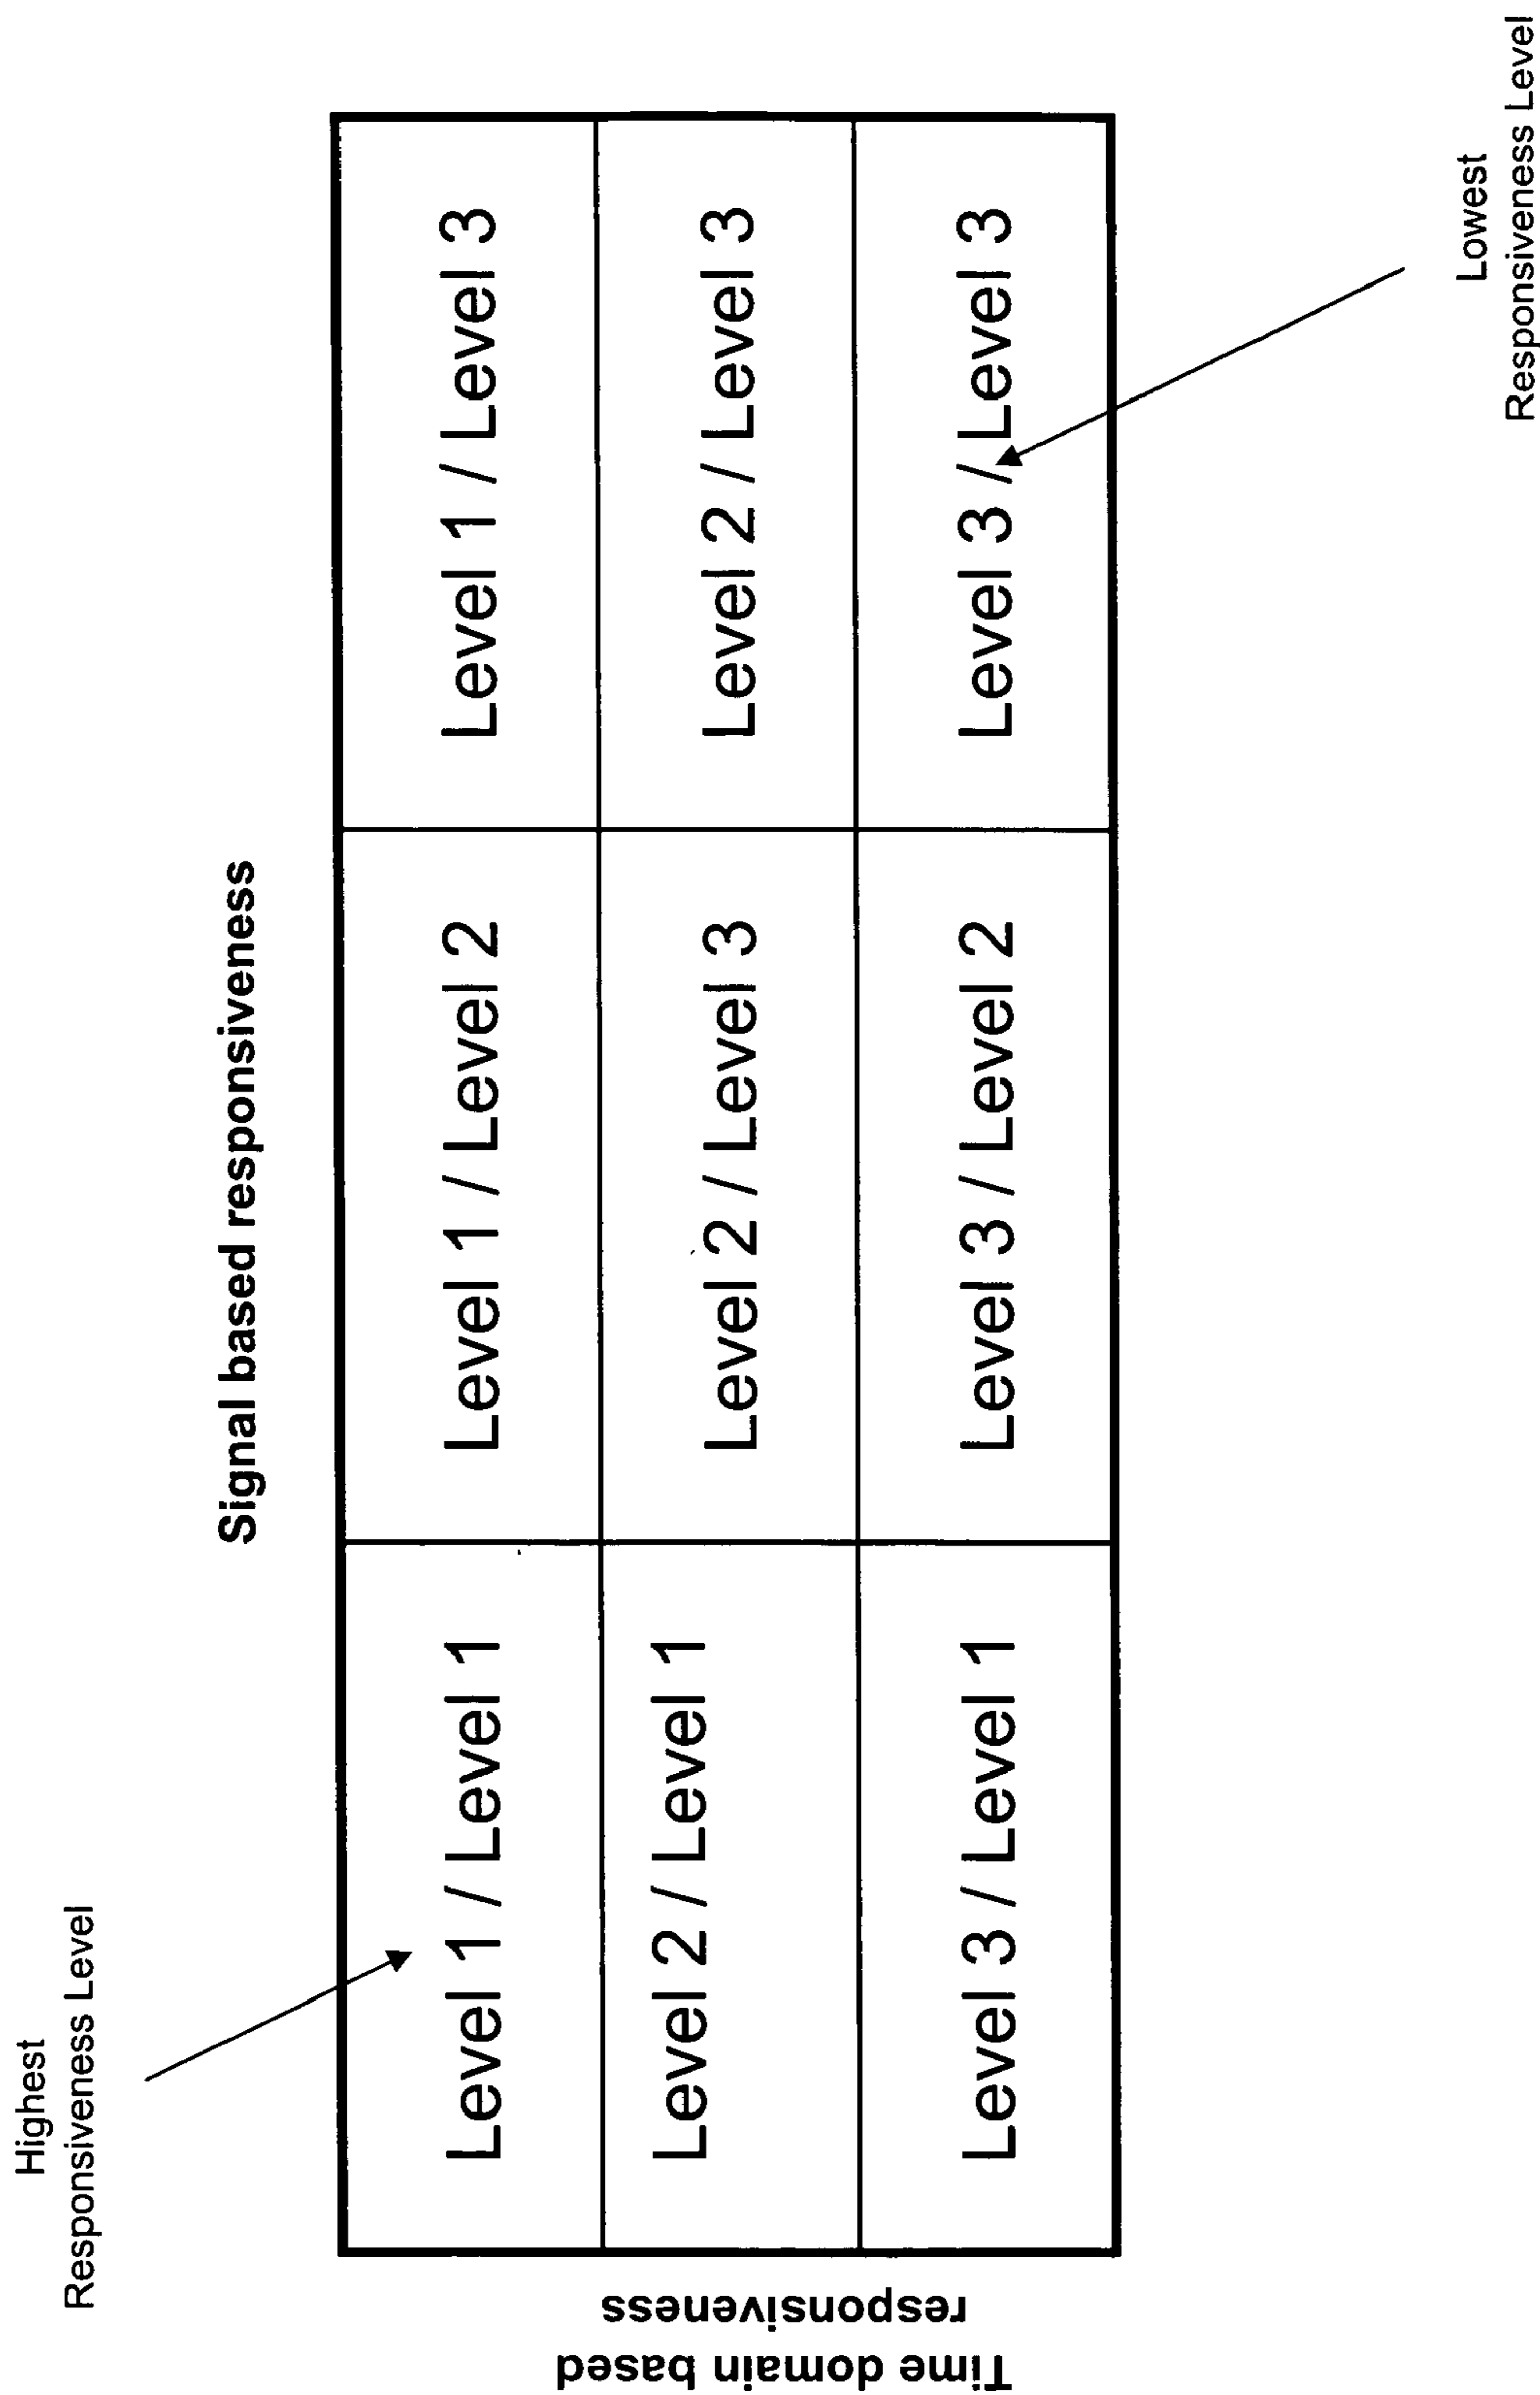 Highest
Responsiveness Level
Signal based responsiveness
Time domain based
responsiveness
Level 1 / Level 1
Level 1 / Level 2
Level 1 / Level 3
Level 2 / Level 1
Level 2 / Level 3
Level 2 / Level 3
Level 3 / Level 1
Level 3 / Level 2
Level 3 / Level 3
Lowest
Responsiveness Level